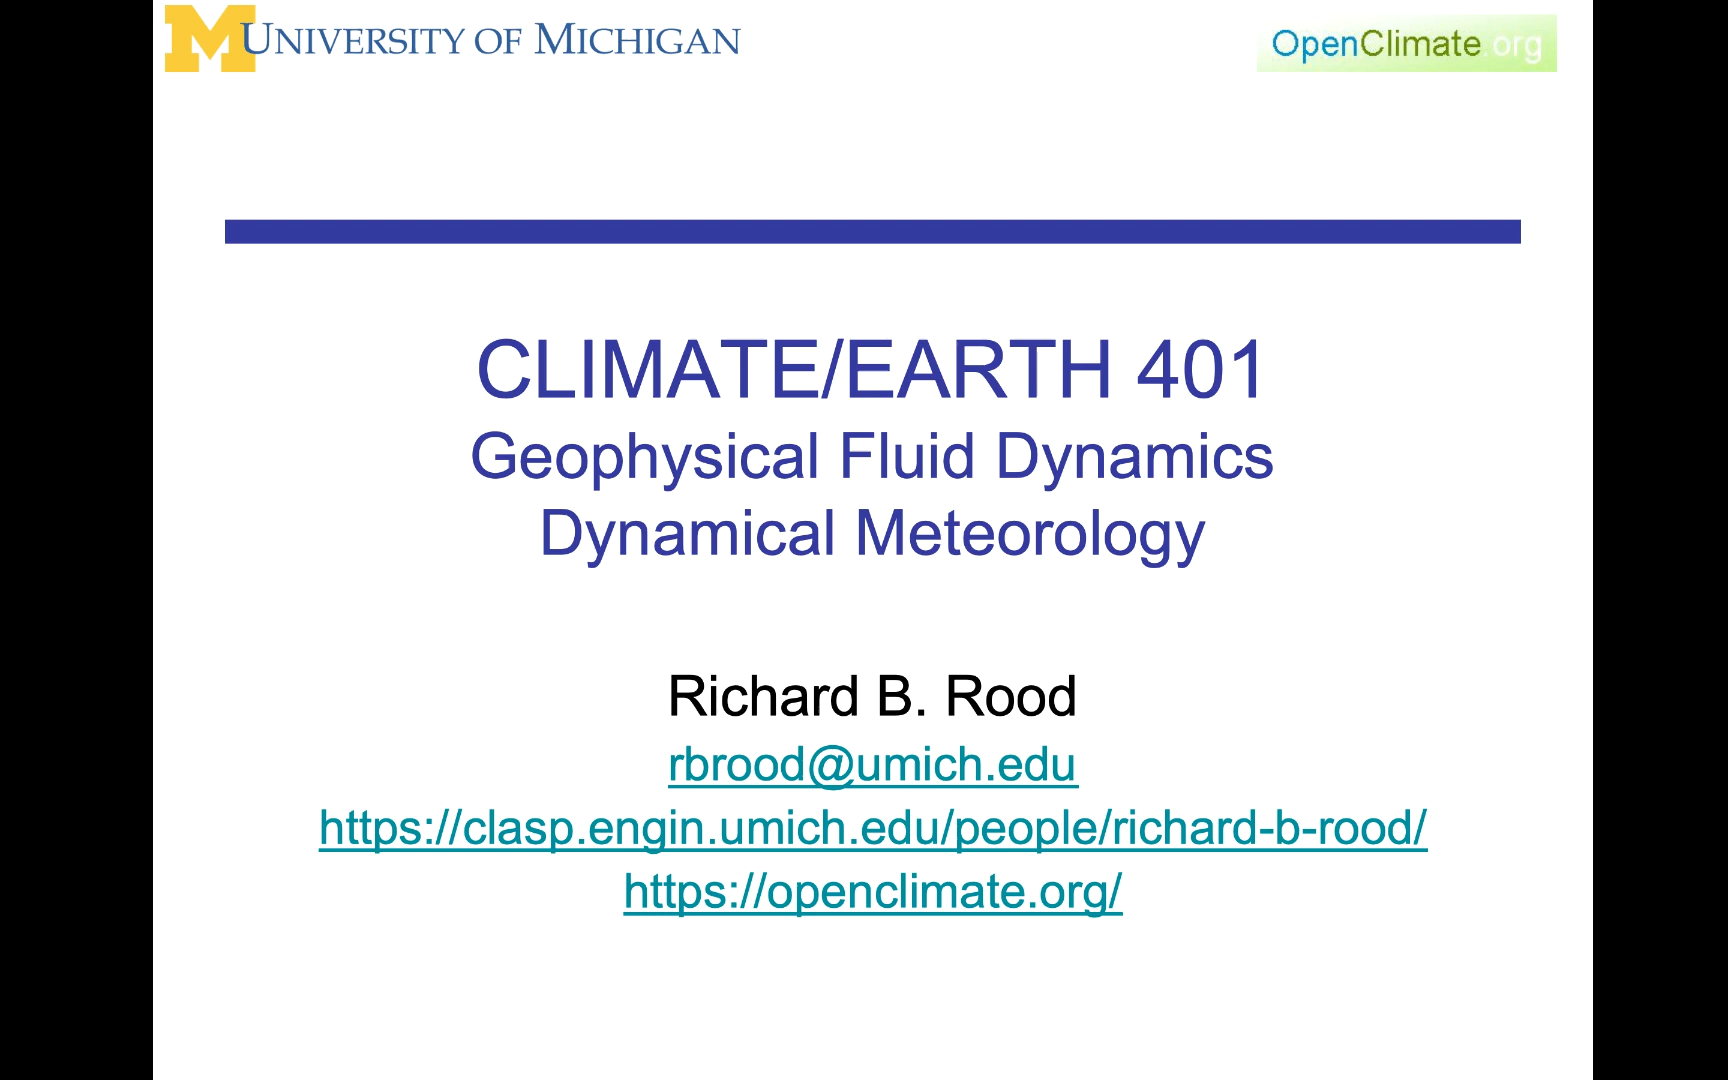 UNIVERSITY OF MICHIGAN
OpenClimate.org
CLIMATE/EARTH 401
Geophysical Fluid Dynamics
Dynamical Meteorology
Richard B. Rood
rbrood@umich.edu
https://clasp.engin.umich.edu/people/richard-b-rood/
https://openclimate.org/